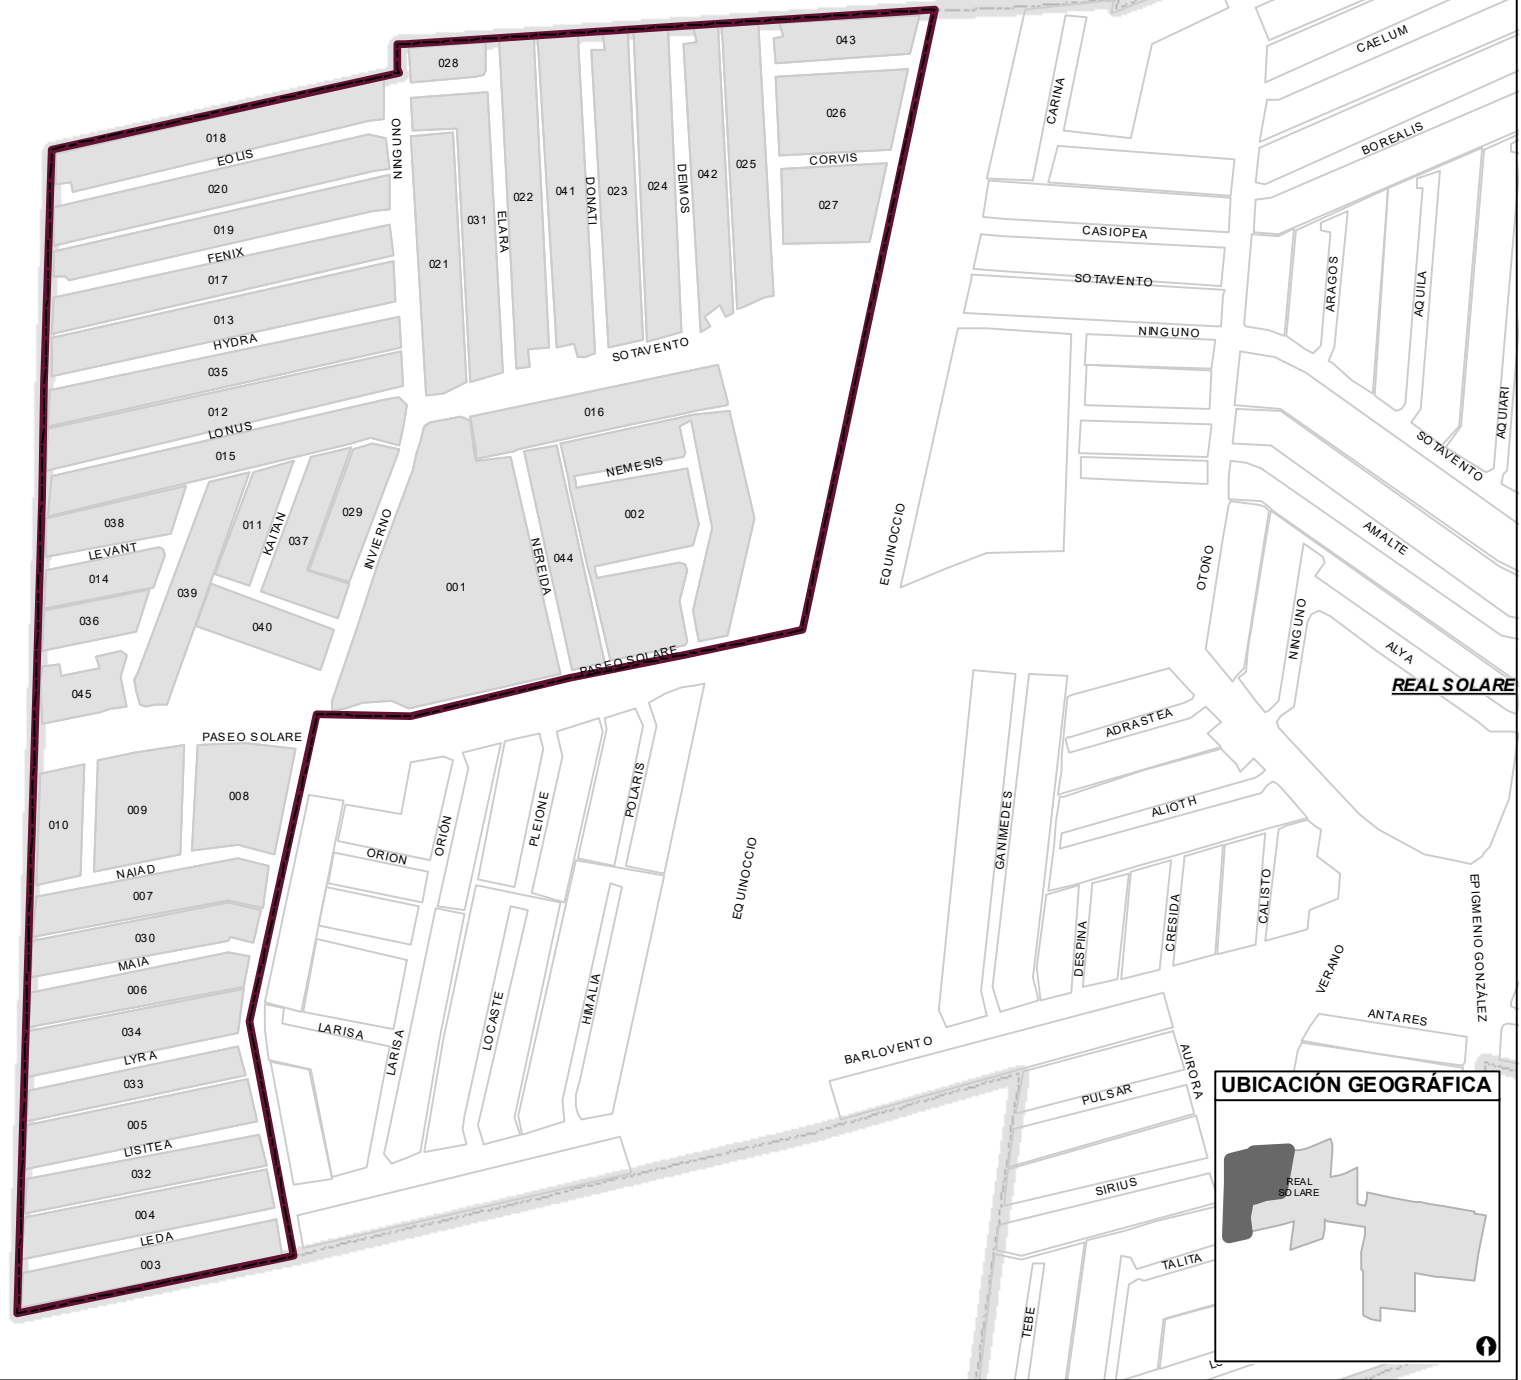 043
CAELUM
028
CARINA
026
018
NINGUNO
BOREALIS
EOLIS
CORVIS
025
020
041
DONATI
023
024
DEIMOS
042
022
027
031
ELARA
019
CASIOPEA
FENIX
021
017
SOTAVENTO
ARAGOS
AQUILA
013
NINGUNO
HYDRA
SOTAVENTO
035
012
016
AQUIARI
LONUS
015
SOTAVENTO
NEMESIS
029
002
038
011
KAITAN
037
INVIERNO
EQUINOCCIO
AMALTE
LEVANT
NEREIDA
044
OTOÑO
014
001
039
036
040
NINGUNO
ALYA
PASEO SOLARE
REAL SOLARE
045
ADRASTEA
PASEO SOLARE
POLARIS
008
009
PLEIONE
ALIOTH
010
ORIÓN
GANIMEDES
ORION
NAIAD
EQUINOCCIO
007
CALISTO
CRESIDA
DESPINA
EPIGMENIO GONZÁLEZ
030
MAIA
VERANO
006
HIMALIA
LOCASTE
LARISA
034
ANTARES
LYRA
LARISA
BARLOVENTO
AURORA
033
PULSAR
UBICACIÓN GEOGRÁFICA
005
LISITEA
032
SIRIUS
REAL
SOLARE
004
LEDA
003
TALITA
TEBE